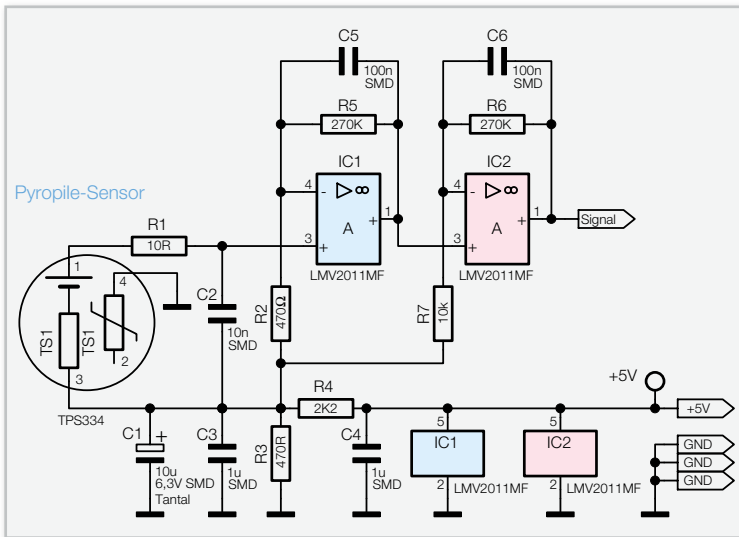 C5
100n
SMD
R5
270K
C6
100n
SMD
R6
270K
IC1
4
-
∞
A
+
1
3
+
LMV2011MF
IC2
4
-
∞
A
+
1
3
+
LMV2011MF
Signal
Pyropile-Sensor
R1
10R
1
4
TS1
TS1
2
3
TPS334
C2
10n
SMD
R2
470Ω
R7
10k
R4
2K2
+5V
+5V
C1
+
10u
6,3V SMD
Tantal
C3
1u
SMD
R3
470R
C4
1u
SMD
5
IC1
2
LMV2011MF
5
IC2
2
LMV2011MF
GND
GND
GND